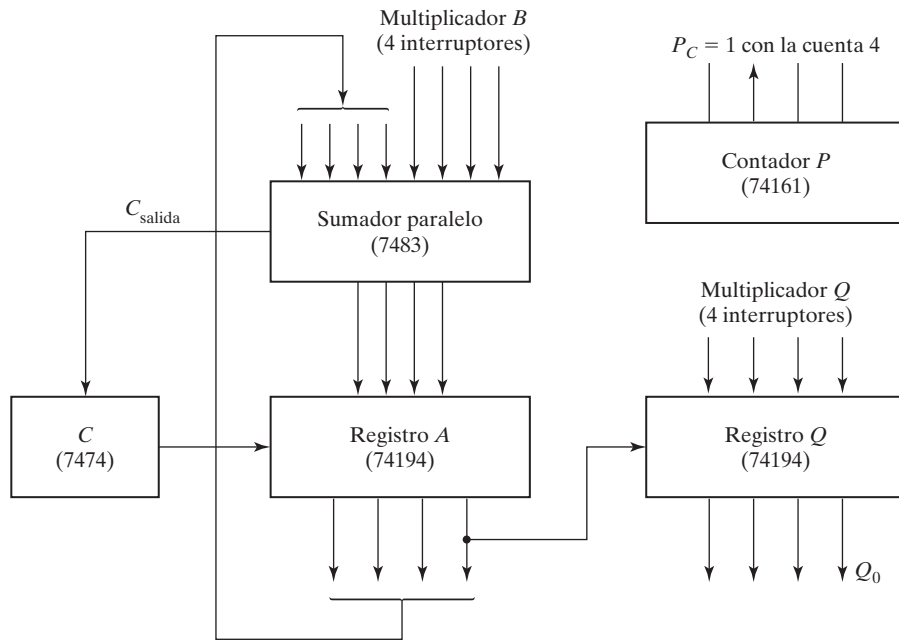 Multiplicador B
(4 interruptores)
P_C = 1 con la cuenta 4
Contador P
(74161)
C_salida
Sumador paralelo
(7483)
Multiplicador Q
(4 interruptores)
C
(7474)
Registro A
(74194)
Registro Q
(74194)
Q_0